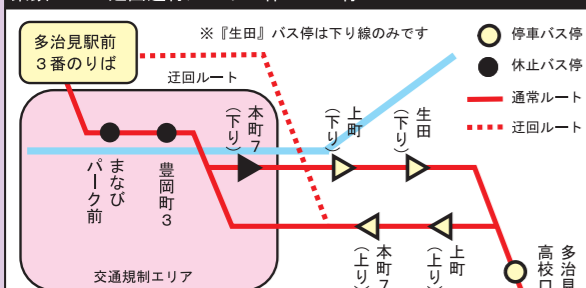 多治見駅前
3番のりば
※『生田』バス停は下り線のみです
迂回ルート
停車バス停
休止バス停
通常ルート
迂回ルート
本町7
（下り）
上町
（下り）
生田
（下り）
まなび
パーク前
豊岡町3
本町7
（上り）
上町
（上り）
多治見
高校口
交通規制エリア